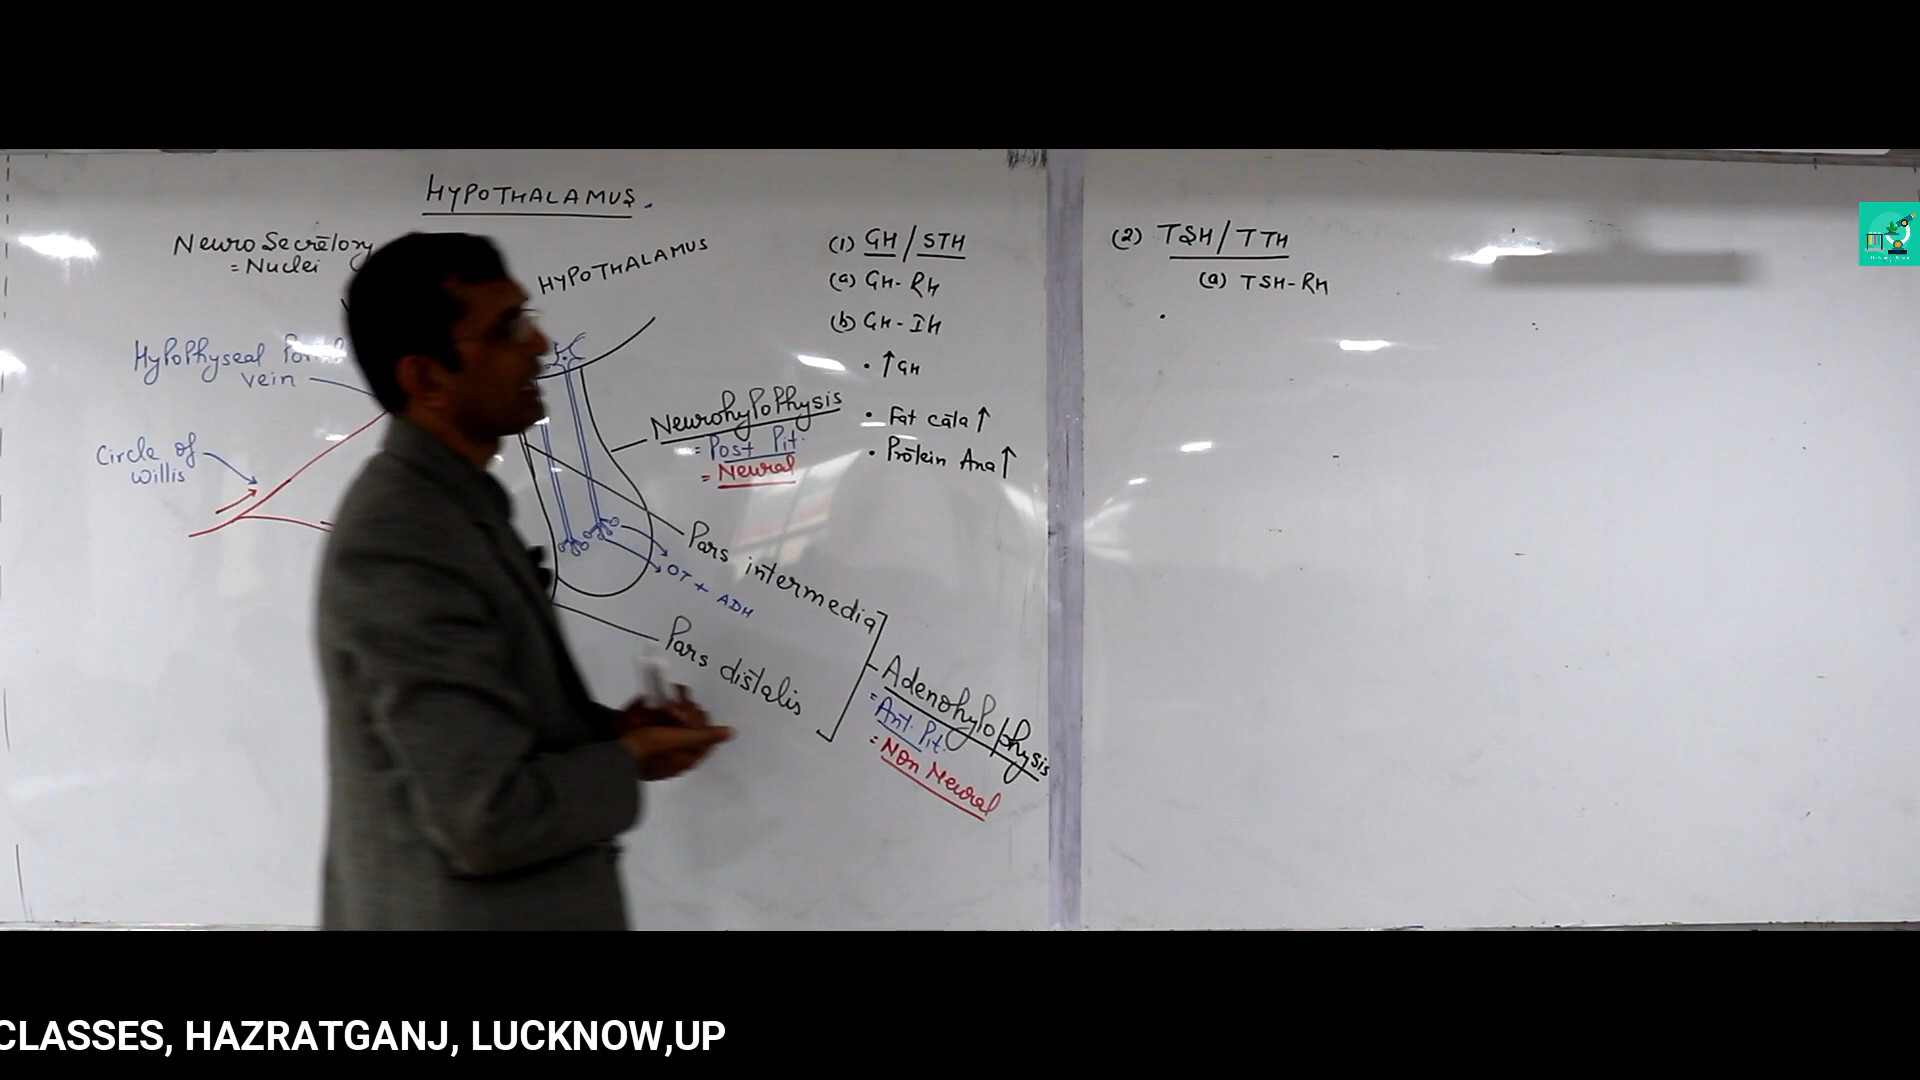 HYPOTHALAMUS
NeuroSecretory
= Nuclei
HYPOTHALAMUS
Hypophyseal
vein
Circle of
willis
Neurohypophysis
= Post Pit.
= Neural
Pars intermedia
OT + ADH
Pars distalis
Adenohypophysis
= Ant. Pit.
= Non Neural
(1) GH / STH
(a) GH-RH
(b) GH-IH
• ↑ GH
• Fat cata ↑
• Protein Ana ↑
(2) TSH / TTH
(a) TSH-RH
CLASSES, HAZRATGANJ, LUCKNOW,UP